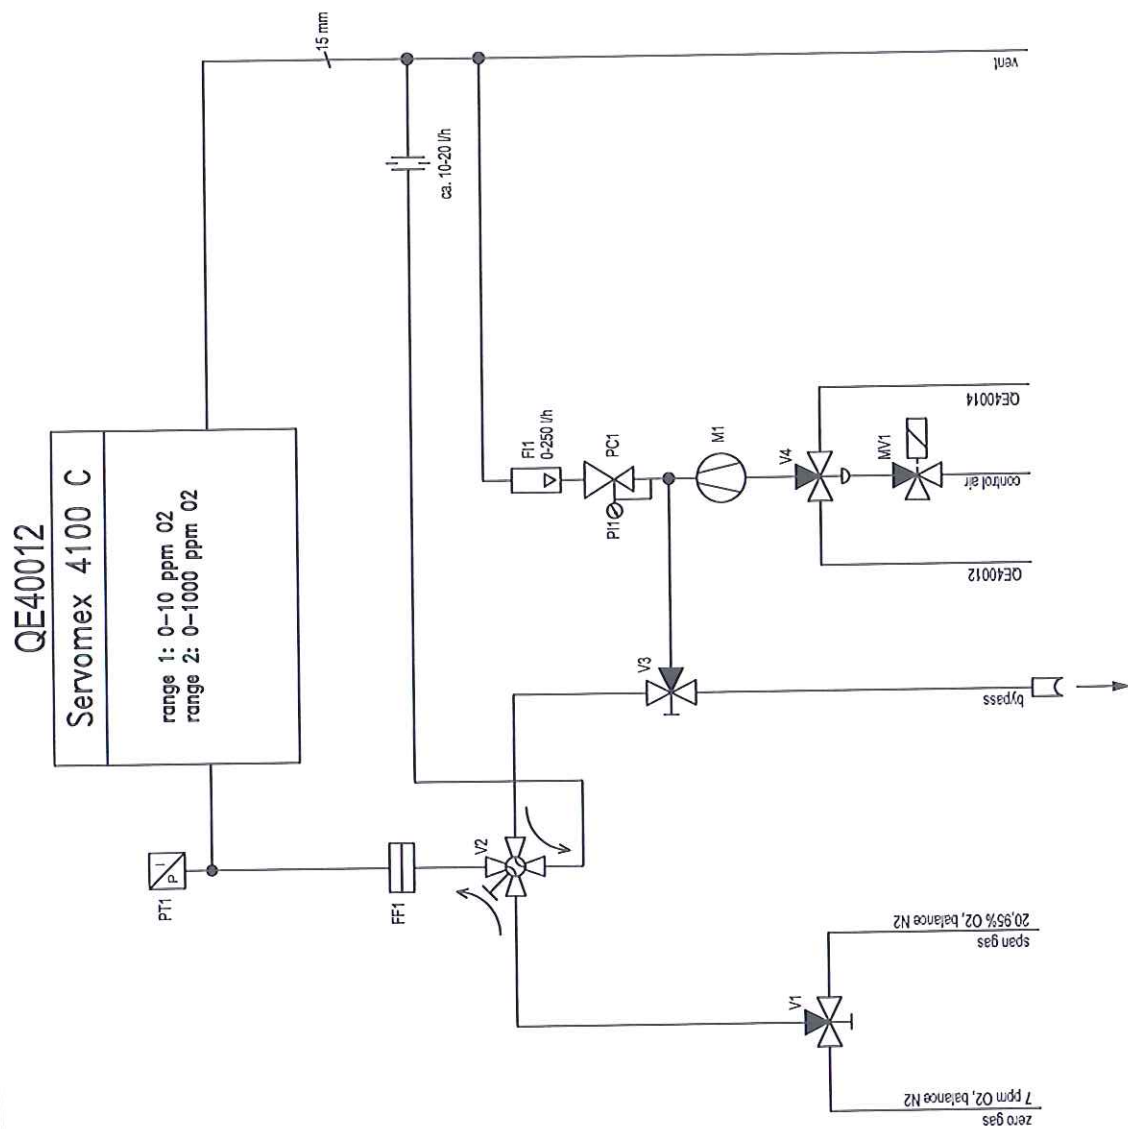 QE40012
Servomex 4100 C
range 1: 0-10 ppm O2
range 2: 0-1000 ppm O2
15 mm
ca. 10-20 l/h
PT1
P
I
FF1
V2
FI1
0-250 l/h
PC1
PI1
M1
V3
V4
MV1
V1
zero gas
7 ppm O2, balance N2
span gas
20,95% O2, balance N2
bypass
QE40012
control air
QE40014
vent